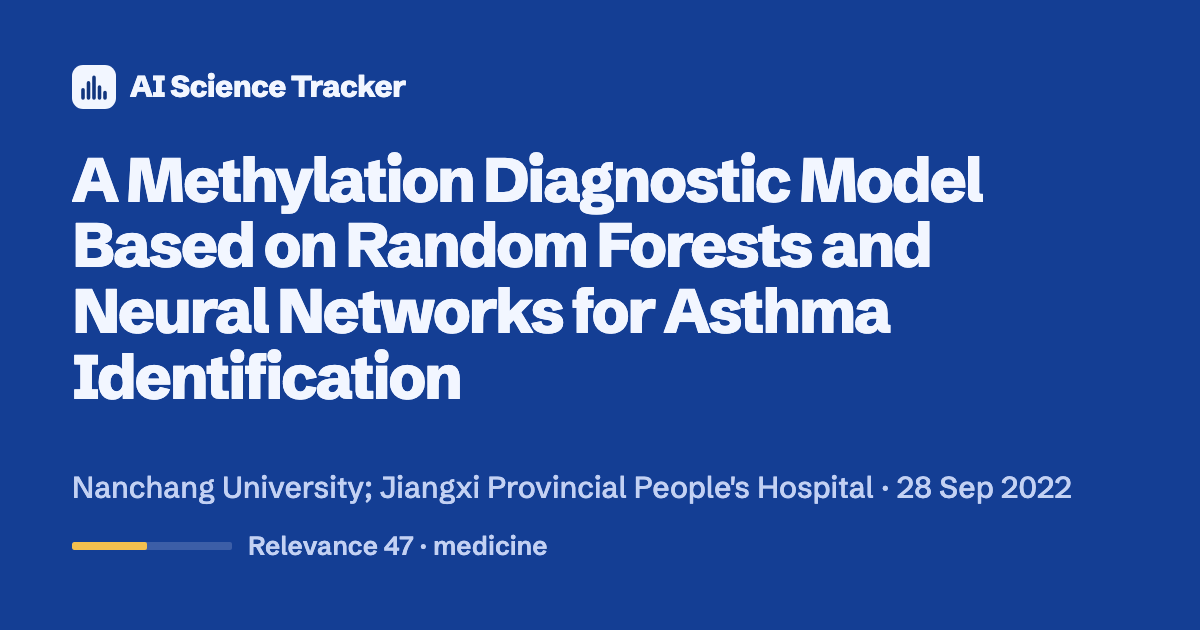 AI Science Tracker
A Methylation Diagnostic Model
Based on Random Forests and
Neural Networks for Asthma
Identification
Nanchang University; Jiangxi Provincial People's Hospital · 28 Sep 2022
Relevance 47 · medicine